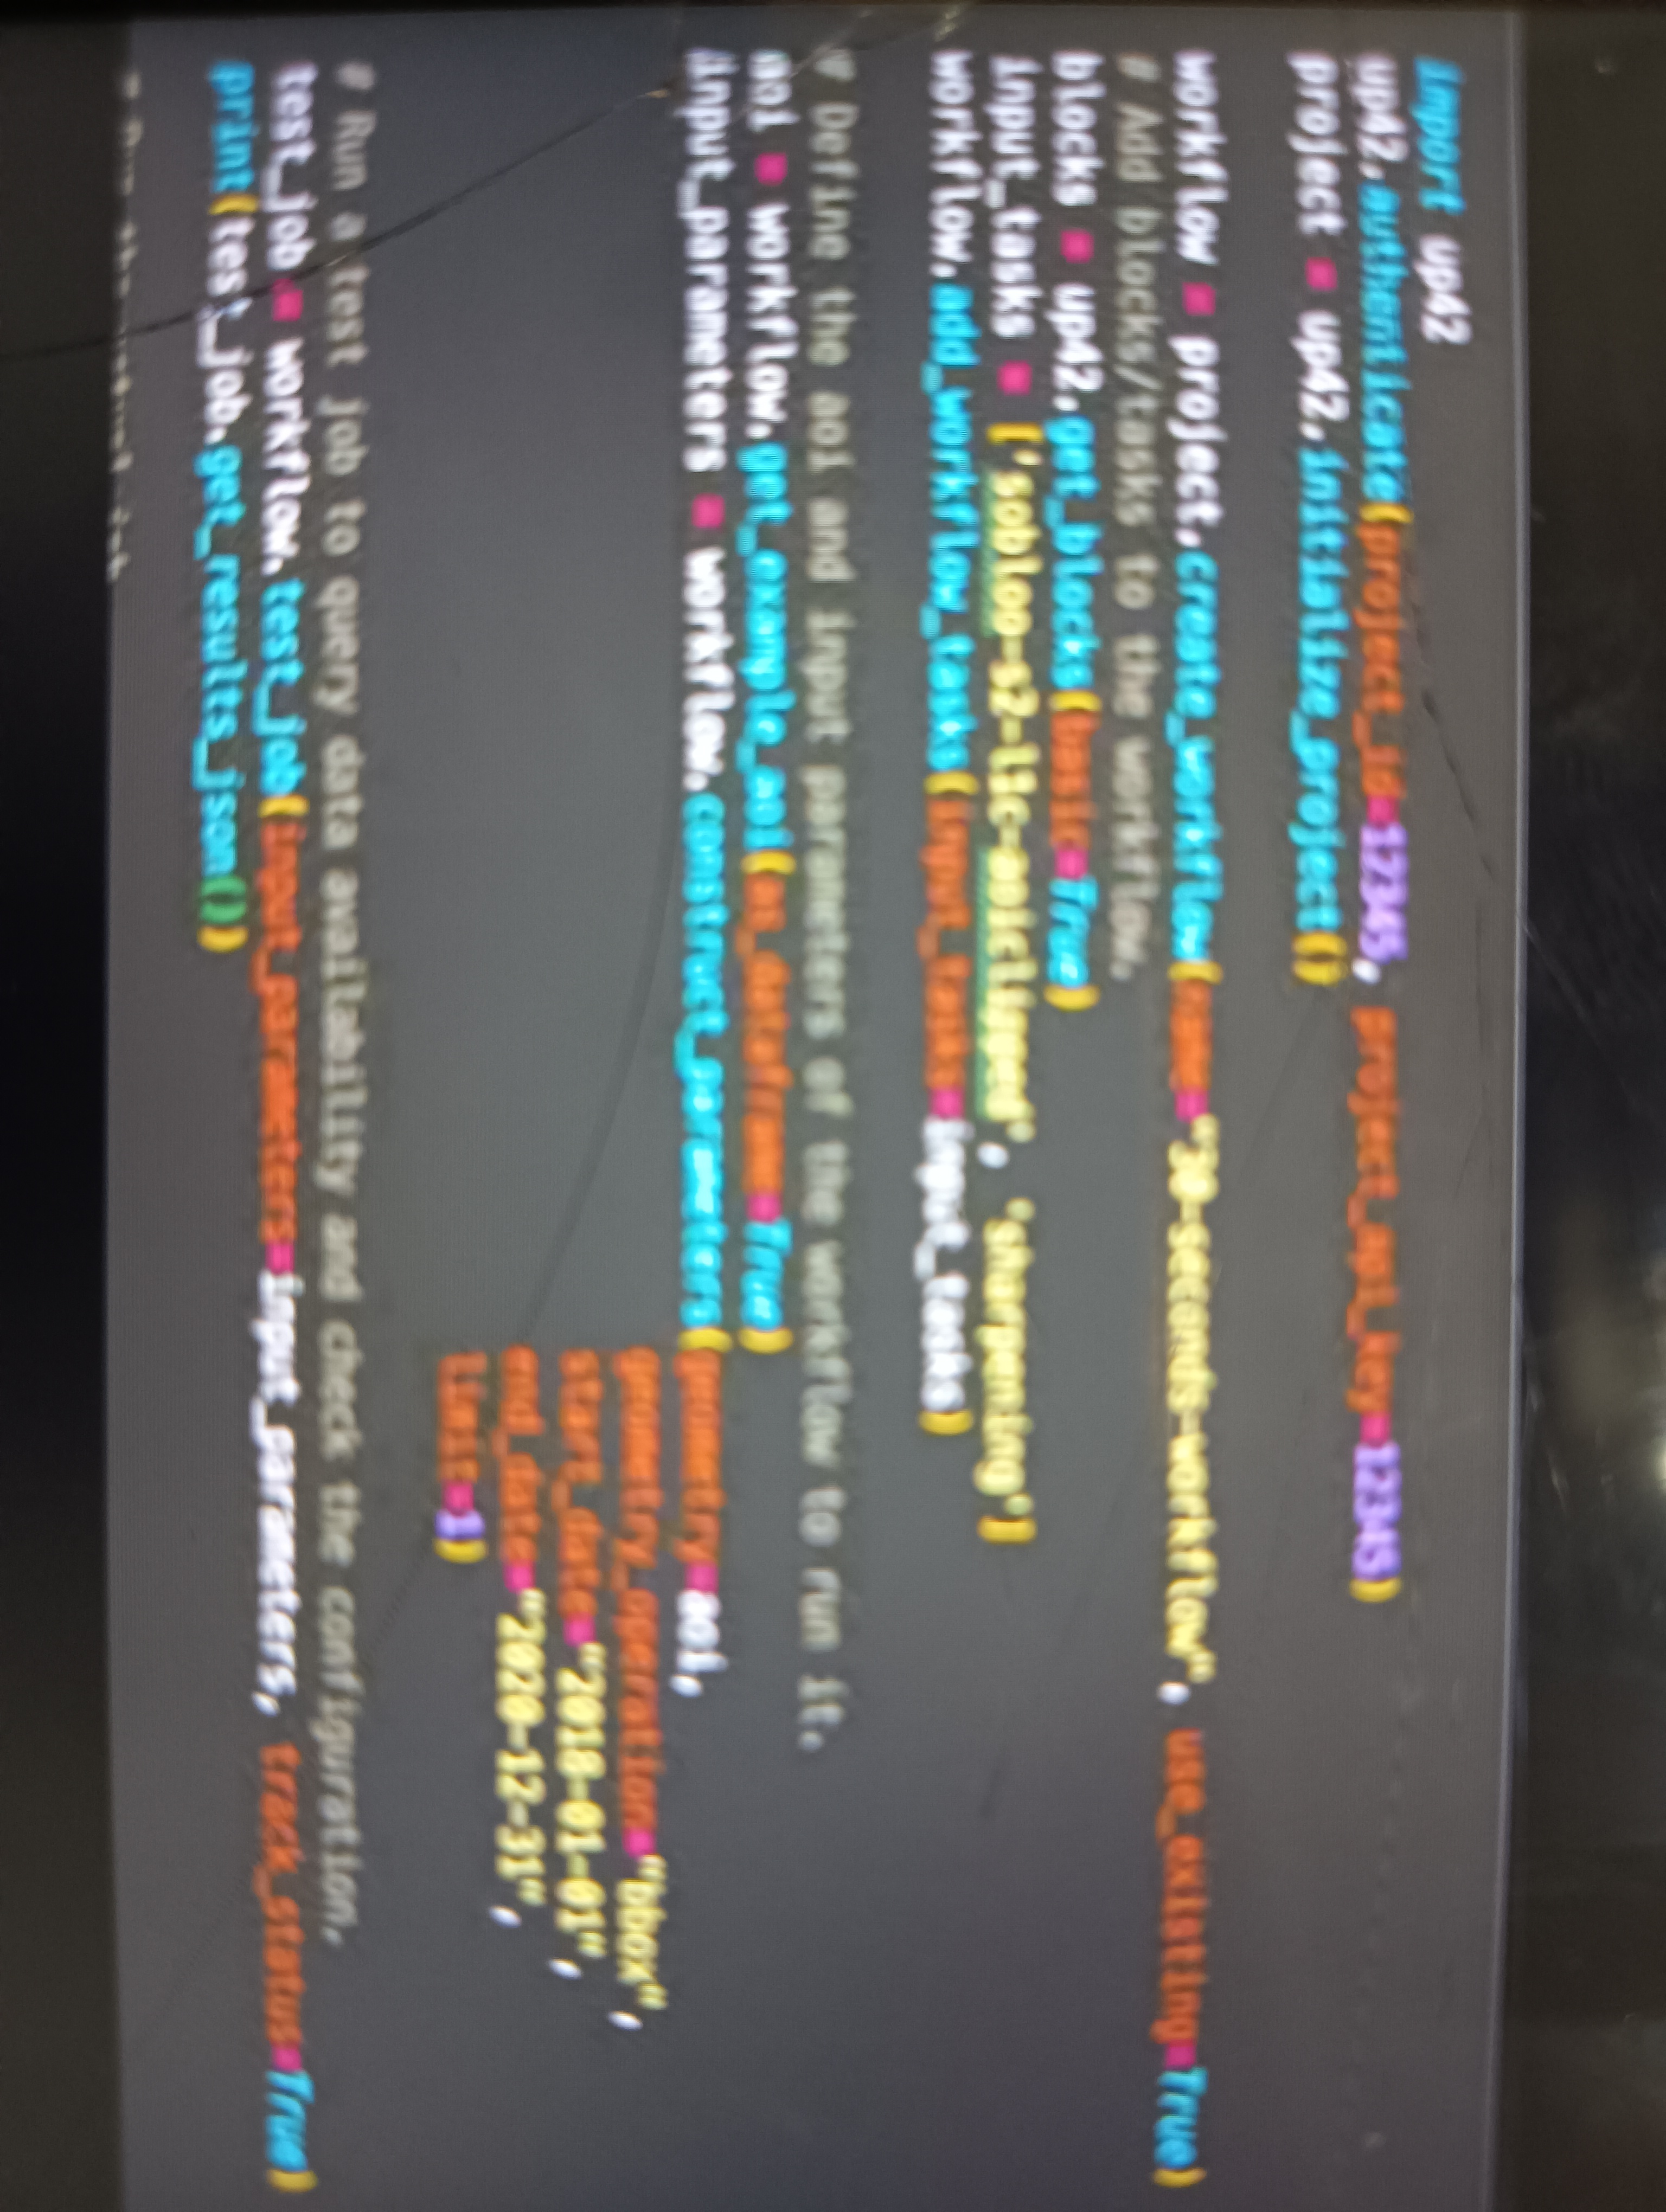 import up42
up42.authenticate(project_id=12345, project_api_key=12345)
project = up42.initialize_project()
workflow = project.create_workflow(name="30-seconds-workflow", use_existing=True)
# Add blocks/tasks to the workflow.
blocks = up42.get_blocks(basic=True)
input_tasks = ["sobloo-s2-l1c-aoiclipped", "sharpening"]
workflow.add_workflow_tasks(input_tasks=input_tasks)
# Define the aoi and input parameters of the workflow to run it.
aoi = workflow.get_example_aoi(as_dataframe=True)
input_parameters = workflow.construct_parameters(geometry=aoi,
geometry_operation="bbox",
start_date="2018-01-01",
end_date="2020-12-31",
limit=1)
# Run a test job to query data availability and check the configuration.
test_job = workflow.test_job(input_parameters=input_parameters, track_status=True)
print(test_job.get_results_json())